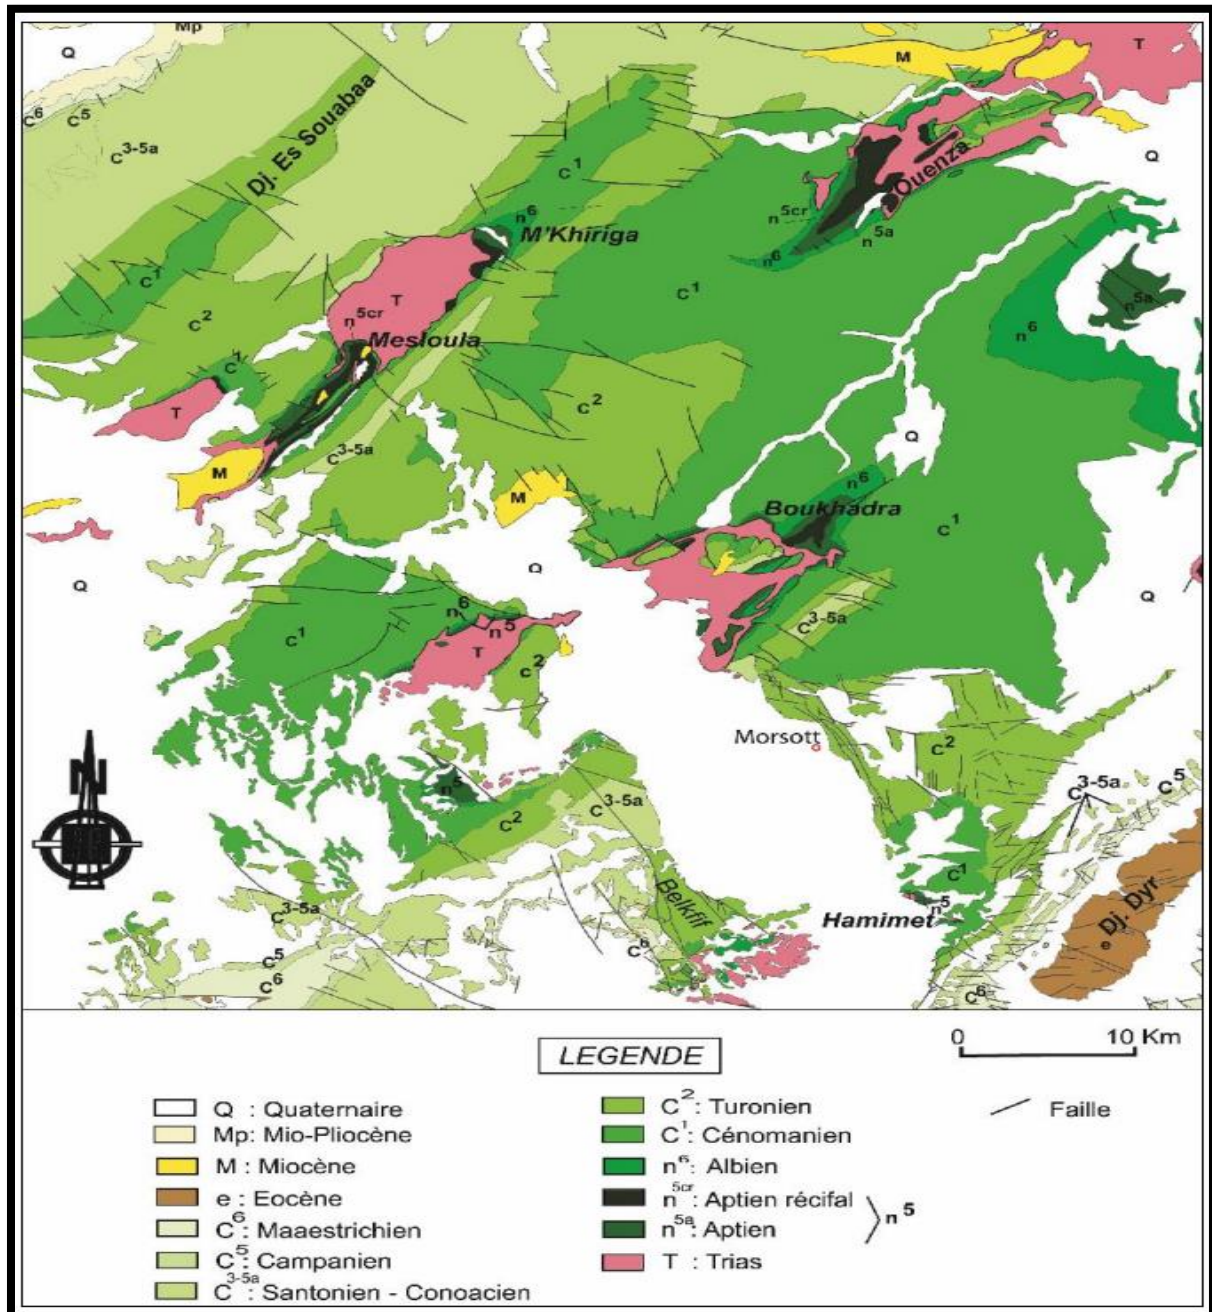 Mp
Q
M
T
C6
C5
C3-5a
Dj. Es Souabaa
C1
Ouenza
Q
n6
M'Khiriga
n5cr
n5a
n6
C1
C2
T
n5cr
Mesloula
C1
n5a
n6
C1
T
C2
Q
C3-5a
M
M
n6
Boukhadra
C1
Q
Q
Q
n6
n5
C1
T
C2
C3-5a
Morsott
C2
n5
C3-5a
C5
C3-5a
C2
Belkfif
C1
n5
Hamimet
Dj. Dyr
e
C3-5a
C6
C5
C6
C6
N
LEGENDE
0 10 Km
Q : Quaternaire
Mp: Mio-Pliocène
M : Miocène
e : Eocène
C6 : Maaestrichien
C5 : Campanien
C3-5a : Santonien - Conoacien
C2 : Turonien
C1 : Cénomanien
n6 : Albien
n5cr : Aptien récifal
n5a : Aptien
n5
T : Trias
Faille